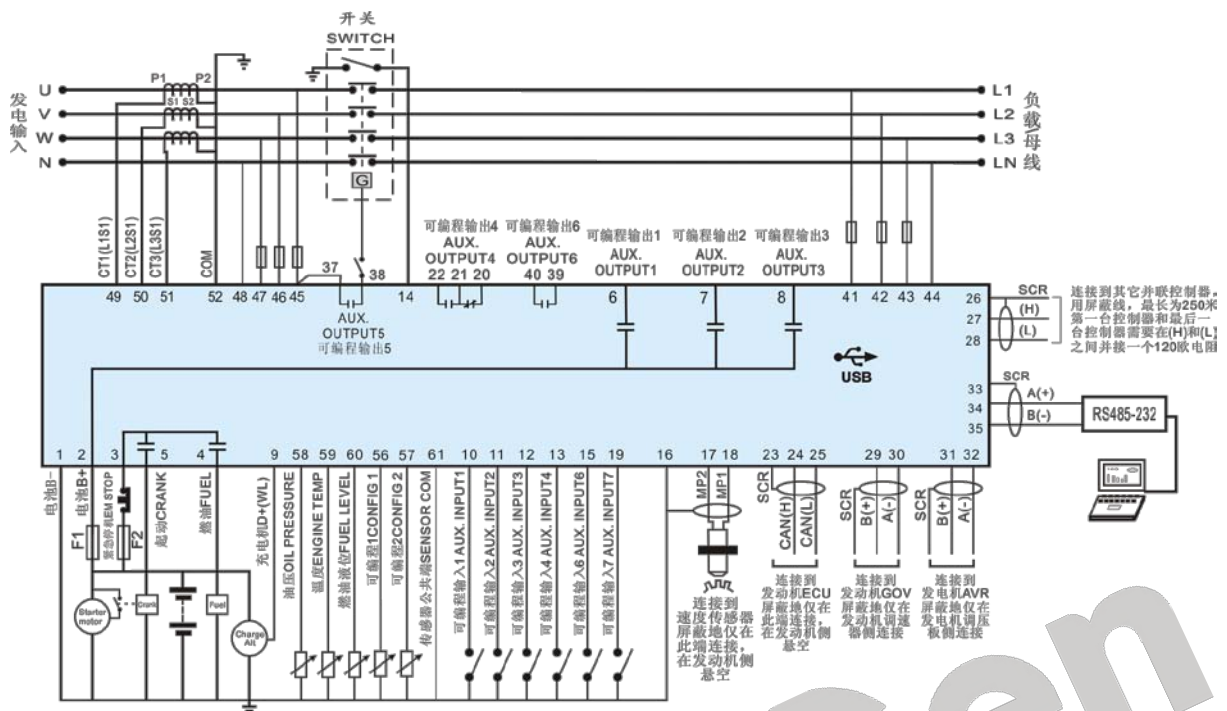 开关
SWITCH
P1 P2
S1 S2
发电输入
U
V
W
N
L1
L2
L3
LN
负载/母线
G
CT1(L1S1)
CT2(L2S1)
CT3(L3S1)
COM
37
38
可编程输出4
AUX.
OUTPUT4
22 21 20
可编程输出6
AUX.
OUTPUT6
40 39
可编程输出1
AUX.
OUTPUT1
可编程输出2
AUX.
OUTPUT2
可编程输出3
AUX.
OUTPUT3
49 50 51 52 48 47 46 45 14 6 7 8 41 42 43 44
AUX.
OUTPUT5
可编程输出5
USB
26
27
28
SCR
(H)
(L)
连接到其它并联控制器，
用屏蔽线，最长为250米
第一台控制器和最后一
台控制器需要在(H)和(L)
之间并接一个120欧电阻
33
34
35
SCR
A(+)
B(-)
RS485-232
1 2 3 5 4 9 58 59 60 56 57 61 10 11 12 13 15 19 16 17 18 23 24 25 29 30 31 32
电池B-
电池B+
紧急停机EM STOP
起动CRANK
燃油FUEL
充电机D+(WL)
油压OIL PRESSURE
温度ENGINE TEMP
燃油液位FUEL LEVEL
可编程1CONFIG 1
可编程2CONFIG 2
传感器公共端SENSOR COM
可编程输入1 AUX. INPUT1
可编程输入2 AUX. INPUT2
可编程输入3 AUX. INPUT3
可编程输入4 AUX. INPUT4
可编程输入6 AUX. INPUT6
可编程输入7 AUX. INPUT7
F1
F2
Starter
motor
Crank
Fuel
Charge
Alt
MP2
MP1
连接到
速度传感器
屏蔽地仅在
此端连接，
在发动机侧
悬空
SCR
CAN(H)
CAN(L)
连接到
发动机ECU
屏蔽地仅在
此端连接，
在发动机侧
悬空
SCR
B(+)
A(-)
连接到
发动机GOV
屏蔽地仅在
发动机调速
器侧连接
SCR
B(+)
A(-)
连接到
发电机AVR
屏蔽地仅在
发电机调压
板侧连接